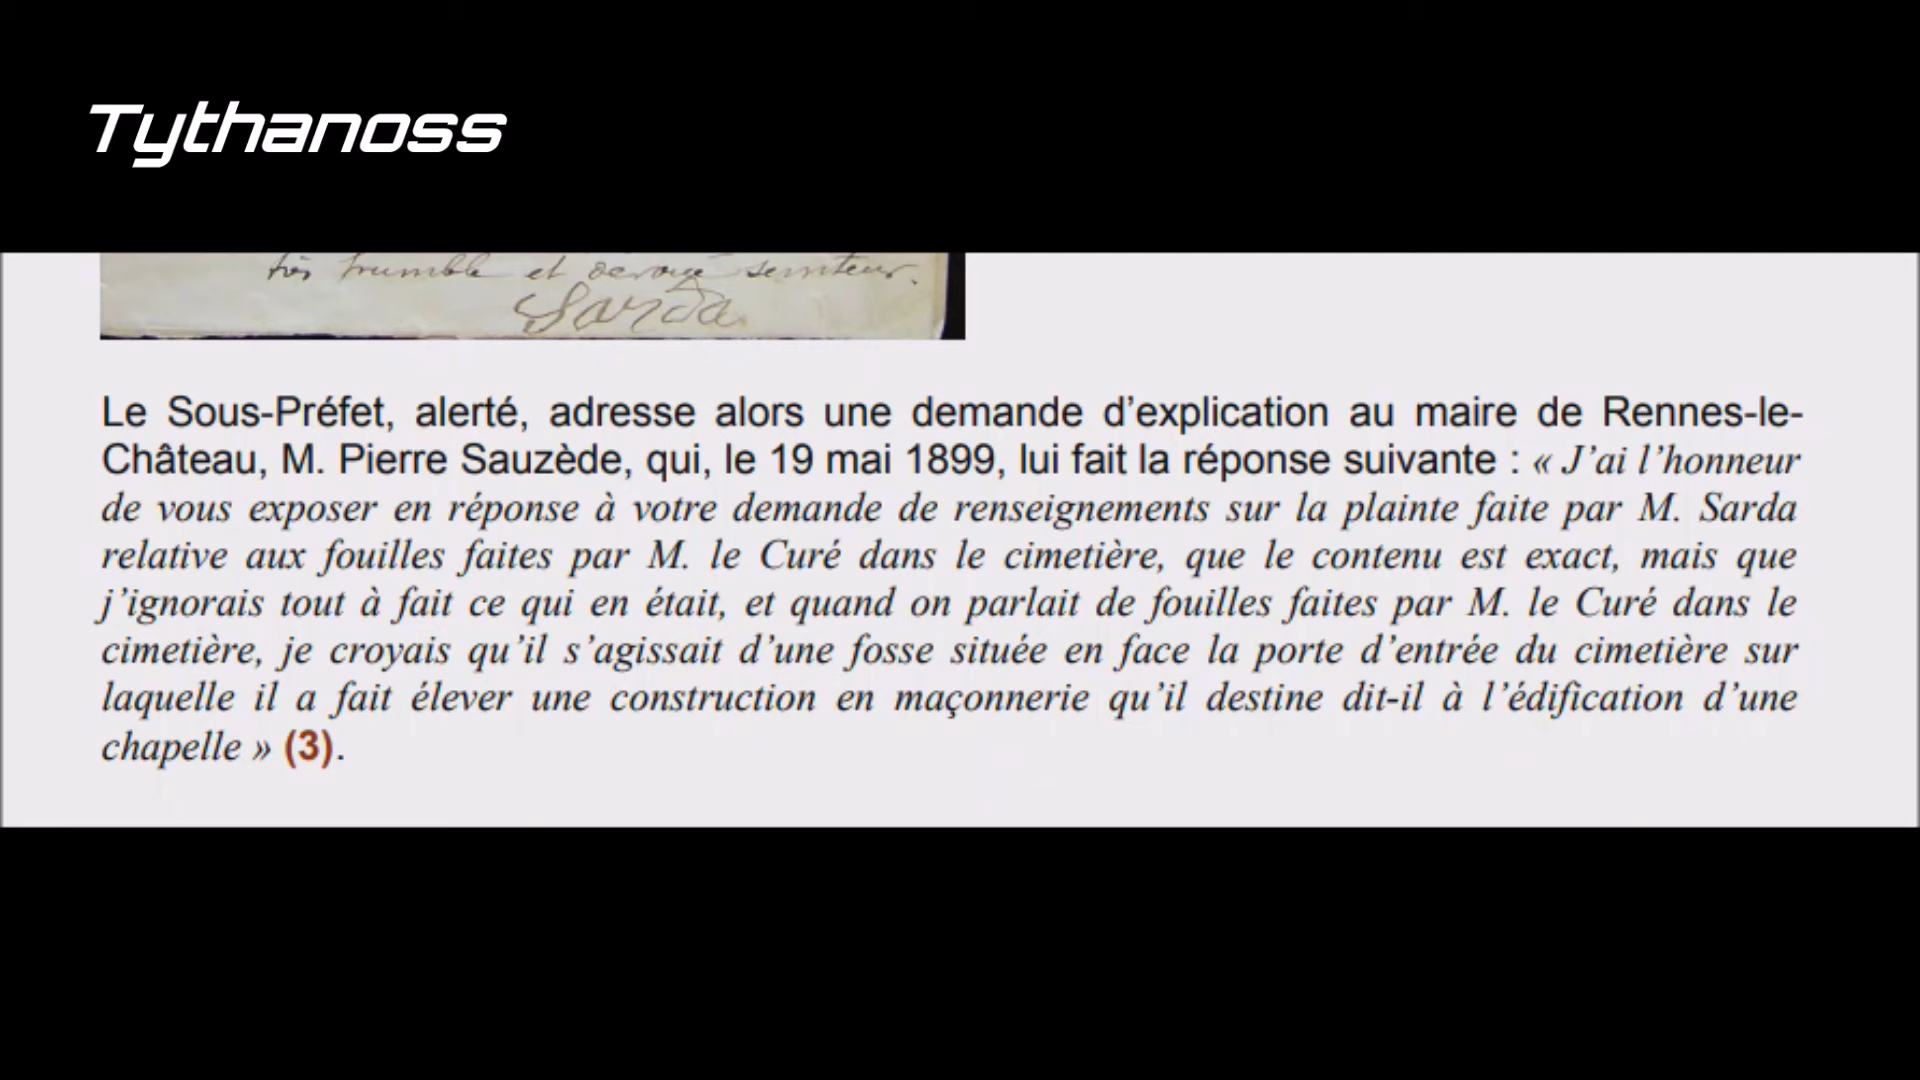 Tythanoss
très humble et dévoué serviteur.
Sarda
Le Sous-Préfet, alerté, adresse alors une demande d’explication au maire de Rennes-le-
Château, M. Pierre Sauzède, qui, le 19 mai 1899, lui fait la réponse suivante : « J’ai l’honneur
de vous exposer en réponse à votre demande de renseignements sur la plainte faite par M. Sarda
relative aux fouilles faites par M. le Curé dans le cimetière, que le contenu est exact, mais que
j’ignorais tout à fait ce qui en était, et quand on parlait de fouilles faites par M. le Curé dans le
cimetière, je croyais qu’il s’agissait d’une fosse située en face la porte d’entrée du cimetière sur
laquelle il a fait élever une construction en maçonnerie qu’il destine dit-il à l’édification d’une
chapelle » (3).